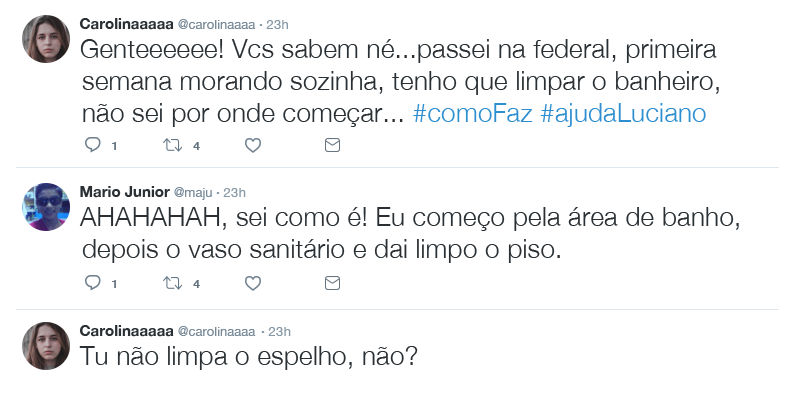 Carolinaaaaa @carolinaaaa · 23h
Genteeeeee! Vcs sabem né...passei na federal, primeira
semana morando sozinha, tenho que limpar o banheiro,
não sei por onde começar... #comoFaz #ajudaLuciano
1 4
Mario Junior @maju · 23h
AHAHAHAH, sei como é! Eu começo pela área de banho,
depois o vaso sanitário e dai limpo o piso.
1 4
Carolinaaaaa @carolinaaaa · 23h
Tu não limpa o espelho, não?